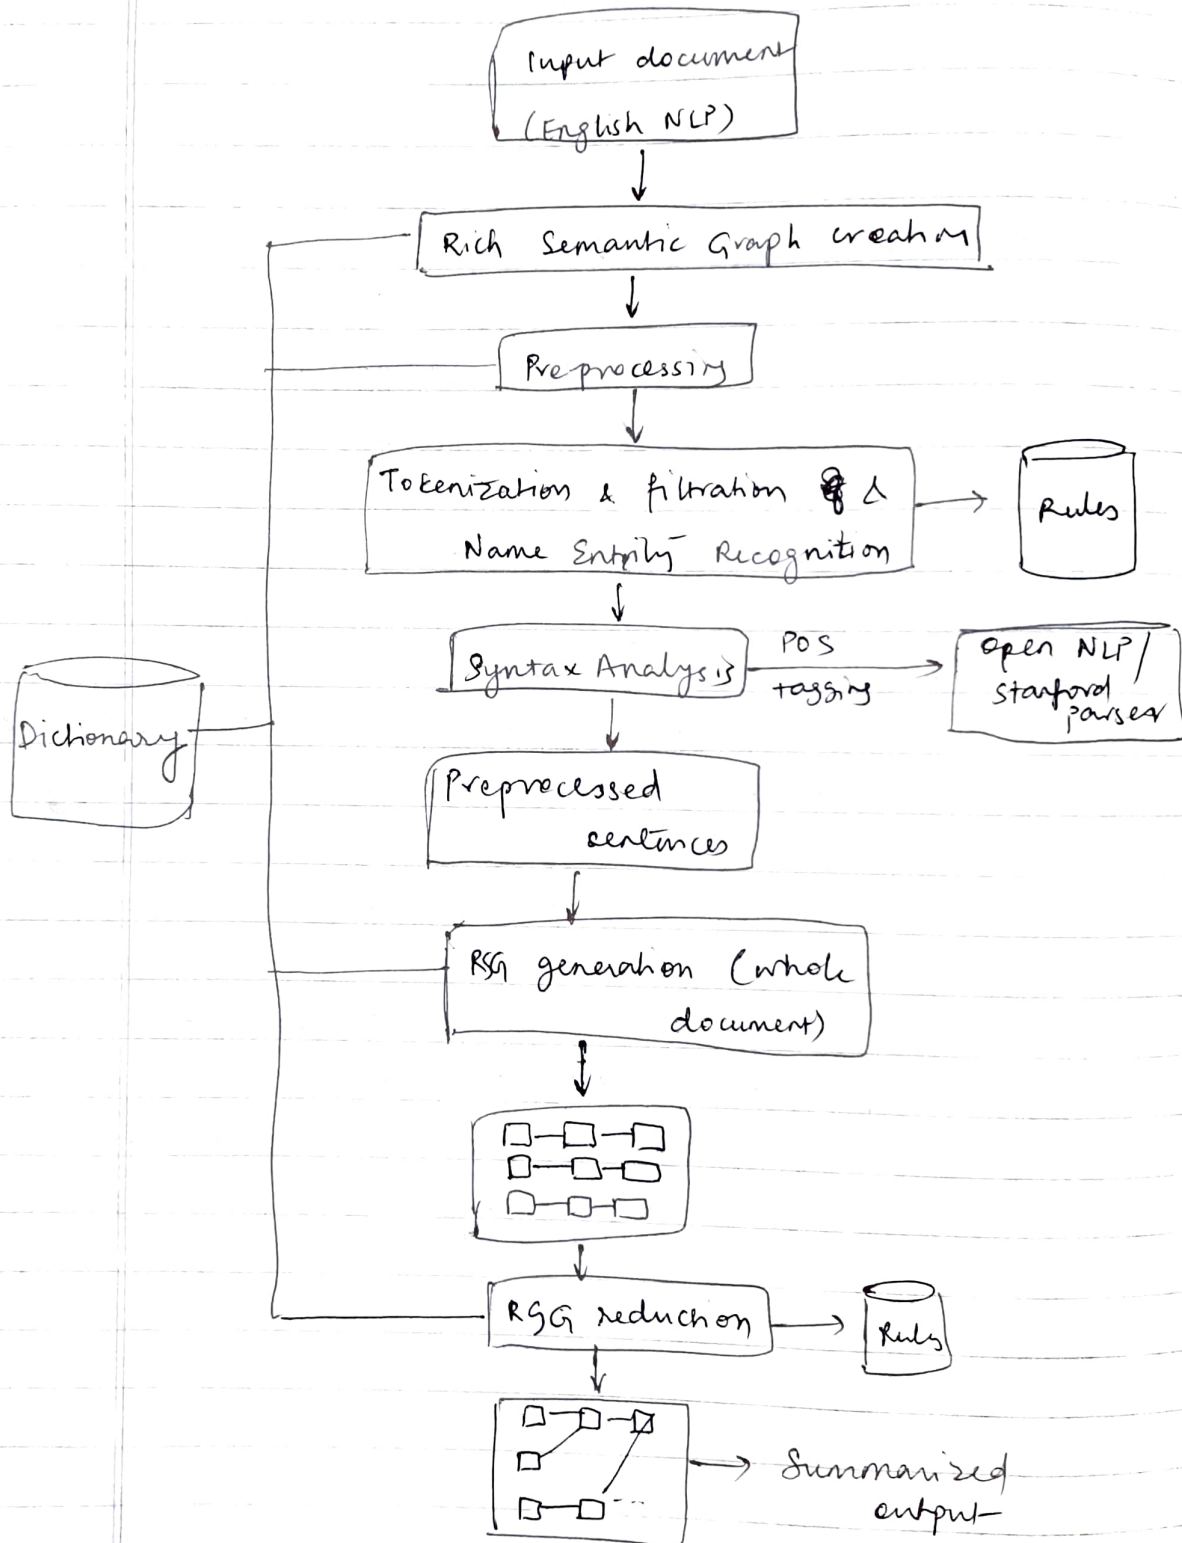 Input document
(English NLP)
Rich Semantic Graph creation
Preprocessing
Tokenization & filtration &
Name Entity Recognition
Rules
Syntax Analysis
POS
tagging
Open NLP/
Stanford
parser
Dictionary
Preprocessed
sentences
RSG generation (whole
document)
RSG reduction
Rules
Summarized
output